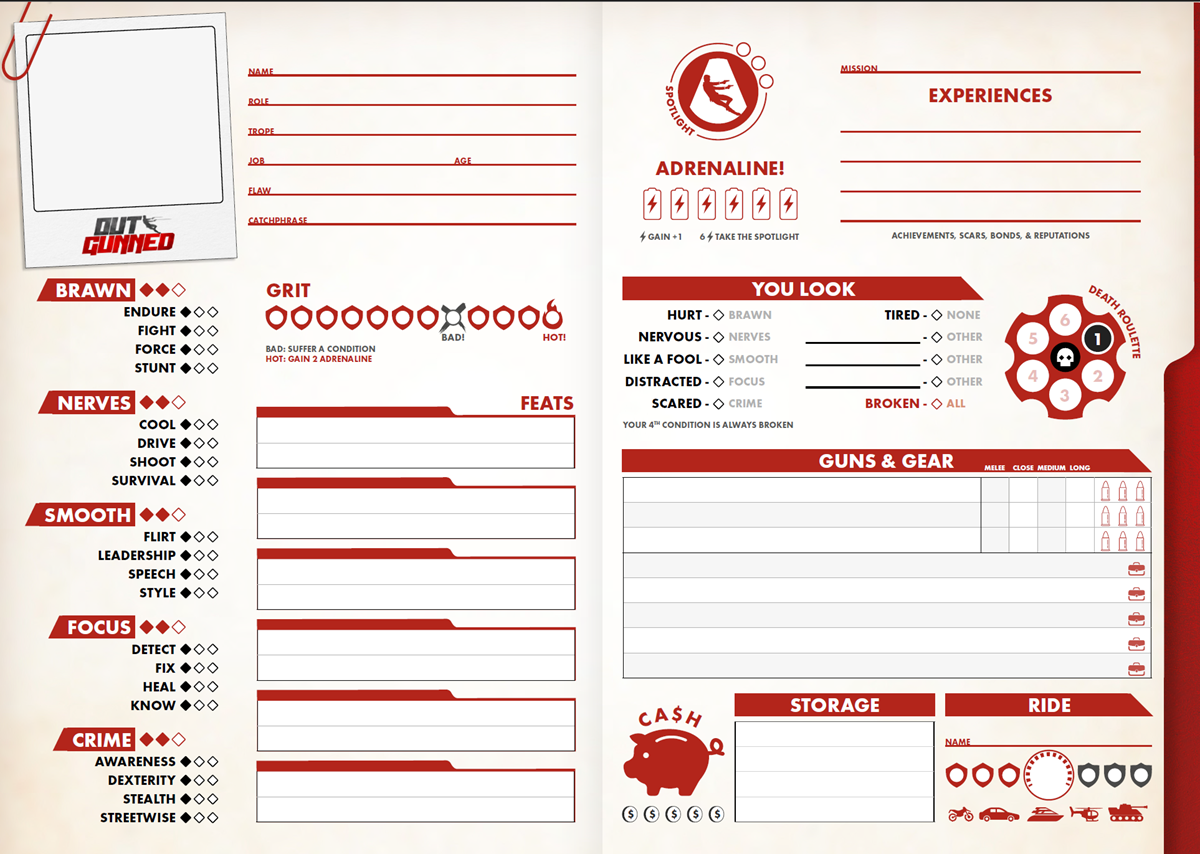 OUT
GUNNED
NAME
ROLE
TROPE
JOB AGE
FLAW
CATCHPHRASE
BRAWN
ENDURE
FIGHT
FORCE
STUNT
NERVES
COOL
DRIVE
SHOOT
SURVIVAL
SMOOTH
FLIRT
LEADERSHIP
SPEECH
STYLE
FOCUS
DETECT
FIX
HEAL
KNOW
CRIME
AWARENESS
DEXTERITY
STEALTH
STREETWISE
GRIT
BAD! HOT!
BAD: SUFFER A CONDITION
HOT: GAIN 2 ADRENALINE
FEATS
SPOTLIGHT
ADRENALINE!
GAIN +1 6 TAKE THE SPOTLIGHT
MISSION
EXPERIENCES
ACHIEVEMENTS, SCARS, BONDS, & REPUTATIONS
YOU LOOK
HURT - BRAWN TIRED - NONE
NERVOUS - NERVES - OTHER
LIKE A FOOL - SMOOTH - OTHER
DISTRACTED - FOCUS - OTHER
SCARED - CRIME BROKEN - ALL
YOUR 4TH CONDITION IS ALWAYS BROKEN
DEATH ROULETTE
6
5 1
4 2
3
GUNS & GEAR MELEE CLOSE MEDIUM LONG
CA$H
$ $ $ $ $
STORAGE
RIDE
NAME